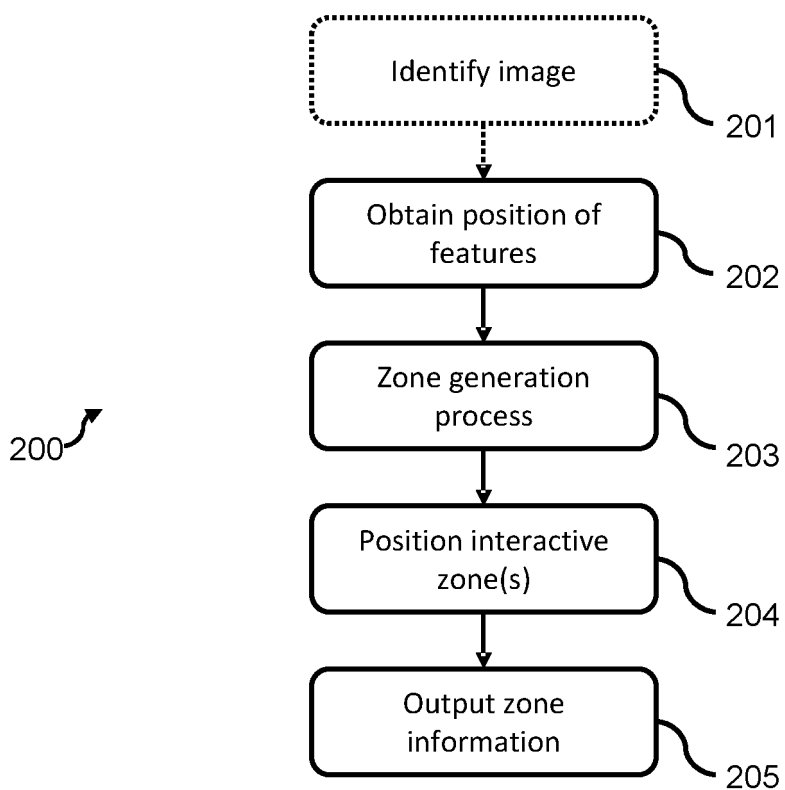 Identify image
201
Obtain position of
features
202
Zone generation
process
203
200
Position interactive
zone(s)
204
Output zone
information
205